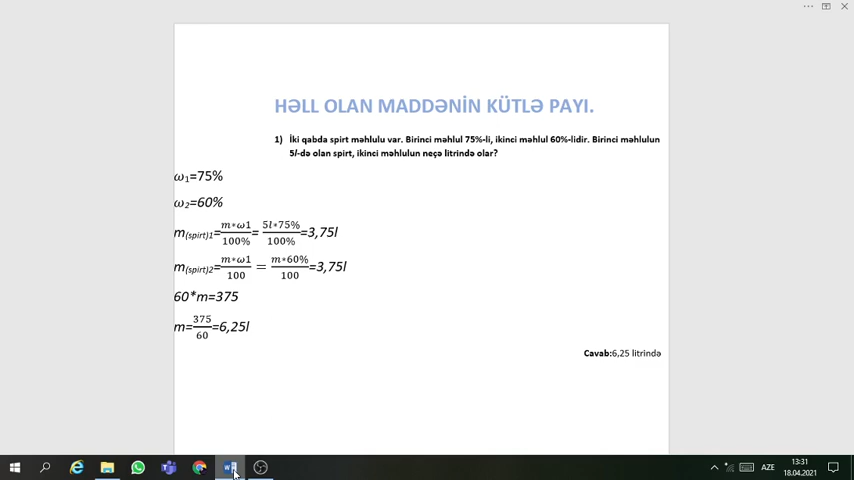 HƏLL OLAN MADDƏNİN KÜTLƏ PAYI.
1) İki qabda spirt məhlulu var. Birinci məhlul 75%-li, ikinci məhlul 60%-lidir. Birinci məhlulun
5l-də olan spirt, ikinci məhlulun neçə litrində olar?
ω₁=75%
ω₂=60%
m(spirt)1=m∗ω1/100%=5l∗75%/100%=3,75l
m(spirt)2=m∗ω1/100=m∗60%/100=3,75l
60*m=375
m=375/60=6,25l
Cavab:6,25 litrində
AZE
13:31
18.04.2021